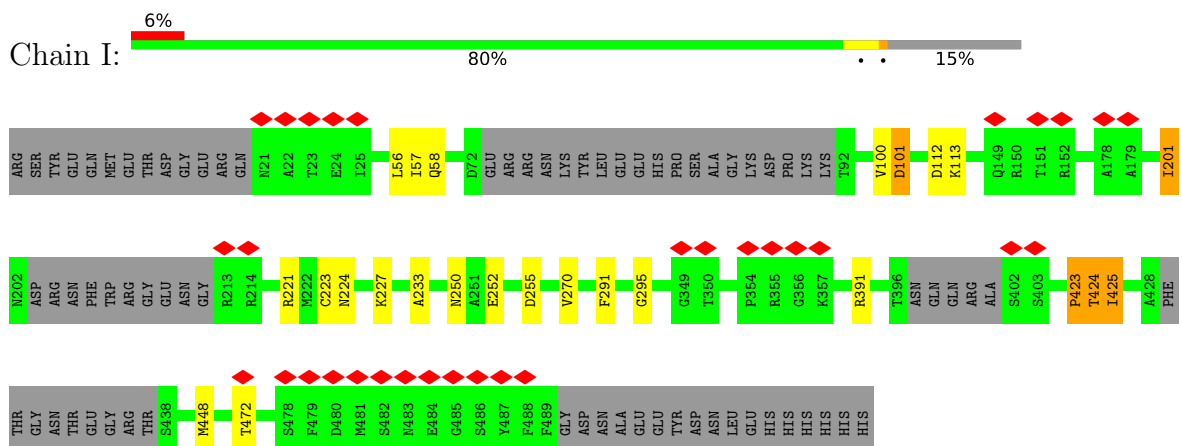 6%
Chain I:
80%
15%
ARG SER TYR GLU GLN MET GLU THR ASP GLY GLU ARG GLN N21 A22 T23 E24 I25 L56 I57 Q58 D72 GLU ARG ARG ASN LYS TYR LEU GLU GLU HIS PRO SER ALA GLY LYS ASP PRO LYS LYS T92 V100 D101 D112 K113 Q149 R150 T151 R152 A178 A179 I201
N202 ASP ARG ASN PHE TRP ARG GLY GLU ASN GLY R213 R214 R221 N222 C223 N224 K227 A233 N250 A251 E252 D255 V270 F291 G295 G349 T350 P354 R355 G356 K357 R391 T396 ASN GLN GLN ARG ALA S402 S403 P423 T424 I425 A428 PHE
THR GLY ASN THR GLU GLY ARG THR S438 M448 T472 S478 F479 D480 M481 S482 N483 E484 G485 S486 Y487 F488 F489 GLY ASP ASN ALA GLU GLU TYR ASP ASN LEU GLU HIS HIS HIS HIS HIS HIS